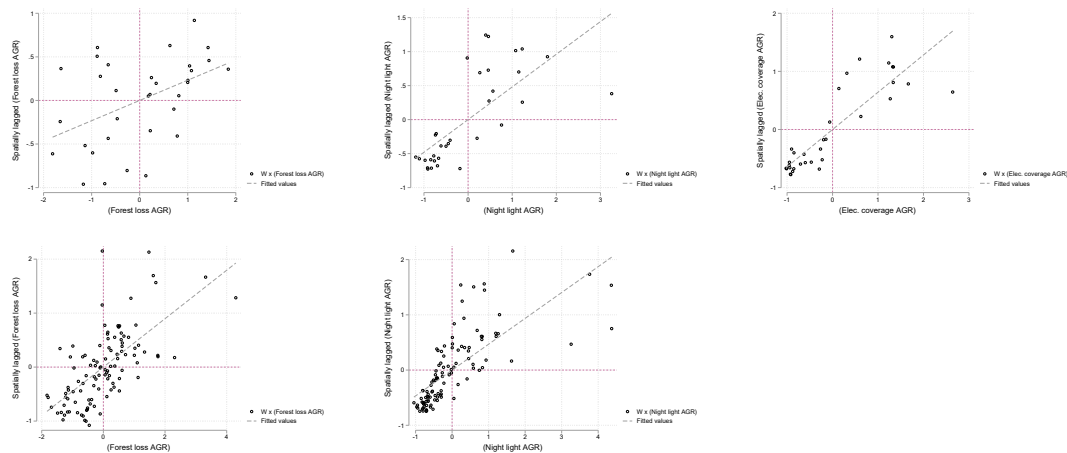 Spatially lagged (Forest loss AGR)
1
.5
0
-.5
-1
-2
-1
0
1
2
(Forest loss AGR)
W x (Forest loss AGR)
Fitted values
Spatially lagged (Night light AGR)
1.5
1
.5
0
-.5
-1
-1
0
1
2
3
(Night light AGR)
W x (Night light AGR)
Fitted values
Spatially lagged (Elec. coverage AGR)
2
1
0
-1
-1
0
1
2
3
(Elec. coverage AGR)
W x (Elec. coverage AGR)
Fitted values
Spatially lagged (Forest loss AGR)
2
1
0
-1
-2
0
2
4
(Forest loss AGR)
W x (Forest loss AGR)
Fitted values
Spatially lagged (Night light AGR)
2
1
0
-1
-1
0
1
2
3
4
(Night light AGR)
W x (Night light AGR)
Fitted values